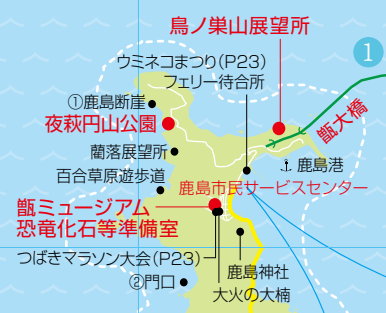 鳥ノ巣山展望所
1
ウミネコまつり(P23)
フェリー待合所
①鹿島断崖
夜萩円山公園
甑大橋
藺落展望所
鹿島港
百合草原遊歩道
鹿島市民サービスセンター
甑ミュージアム
恐竜化石等準備室
つばきマラソン大会(P23)
鹿島神社
②門口
大火の大楠